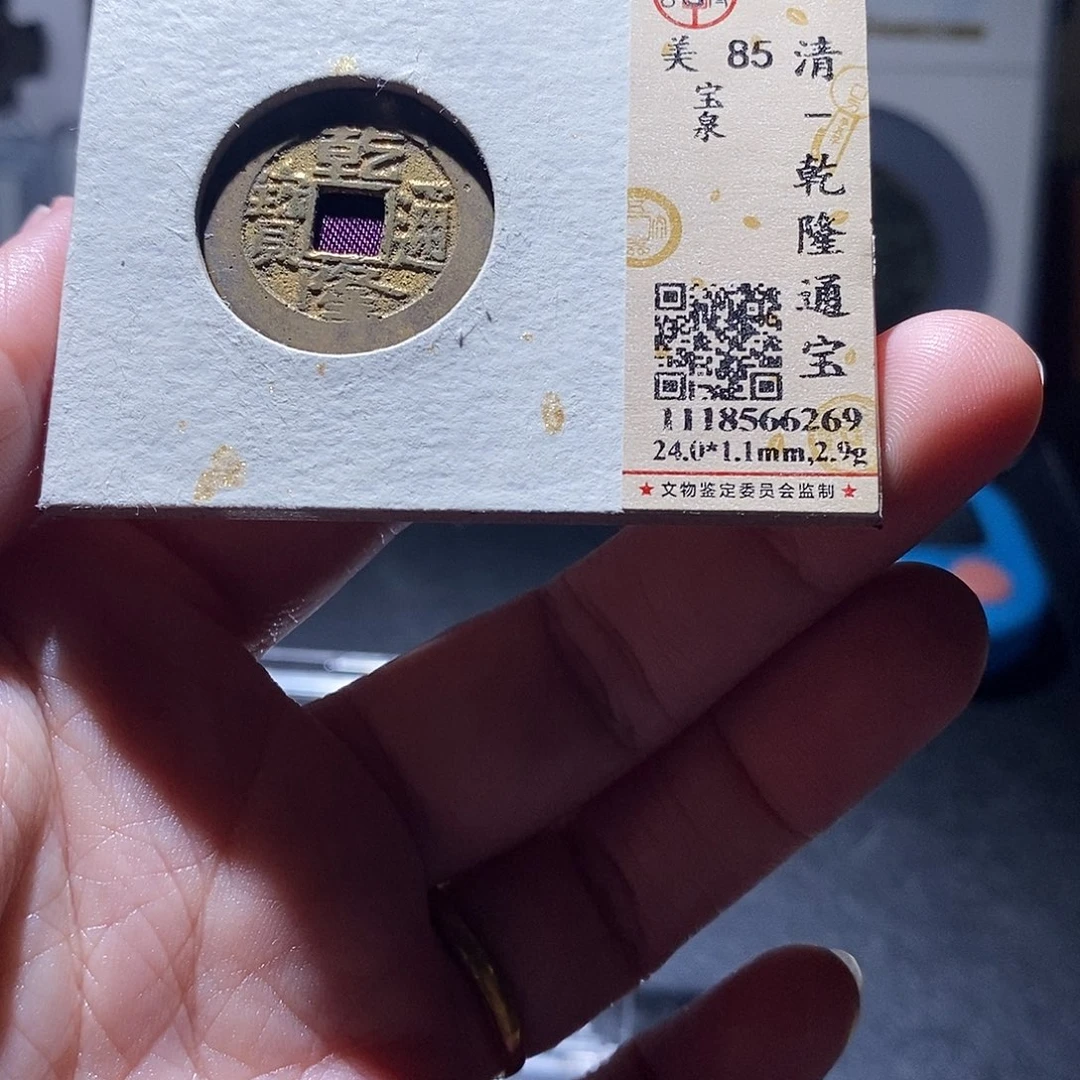 乾隆通寳
美 85
宝泉
清-乾隆通宝
1118566269
24.0*1.1mm,2.9g
★文物鉴定委员会监制★